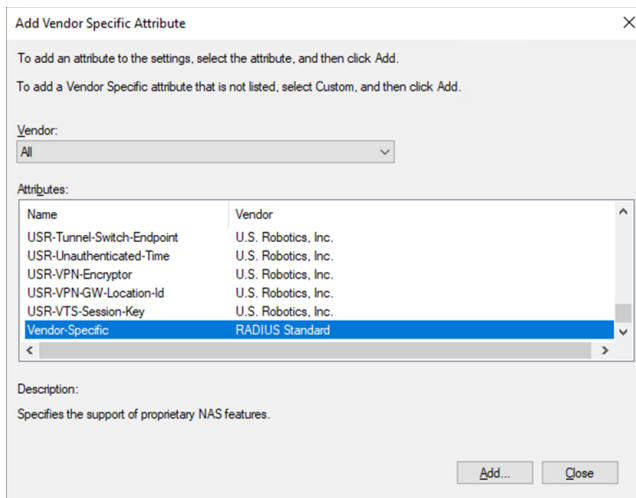 Add Vendor Specific Attribute
To add an attribute to the settings, select the attribute, and then click Add.
To add a Vendor Specific attribute that is not listed, select Custom, and then click Add.
Vendor:
All
Attributes:
Name Vendor
USR-Tunnel-Switch-Endpoint U.S. Robotics, Inc.
USR-Unauthenticated-Time U.S. Robotics, Inc.
USR-VPN-Encryptor U.S. Robotics, Inc.
USR-VPN-GW-Location-Id U.S. Robotics, Inc.
USR-VTS-Session-Key U.S. Robotics, Inc.
Vendor-Specific RADIUS Standard
Description:
Specifies the support of proprietary NAS features.
Add... Close